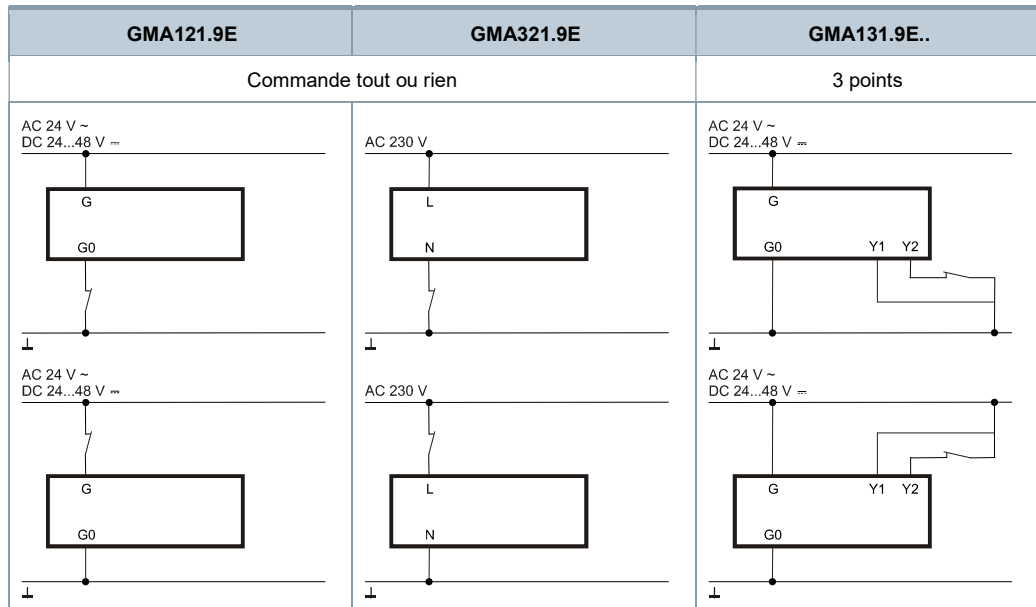 GMA121.9E
GMA321.9E
GMA131.9E..
Commande tout ou rien
3 points
AC 24 V ~
DC 24...48 V ⎓
G
G0
AC 230 V
L
N
AC 24 V ~
DC 24...48 V ⎓
G
G0 Y1 Y2
AC 24 V ~
DC 24...48 V ⎓
G
G0
AC 230 V
L
N
AC 24 V ~
DC 24...48 V ⎓
G Y1 Y2
G0